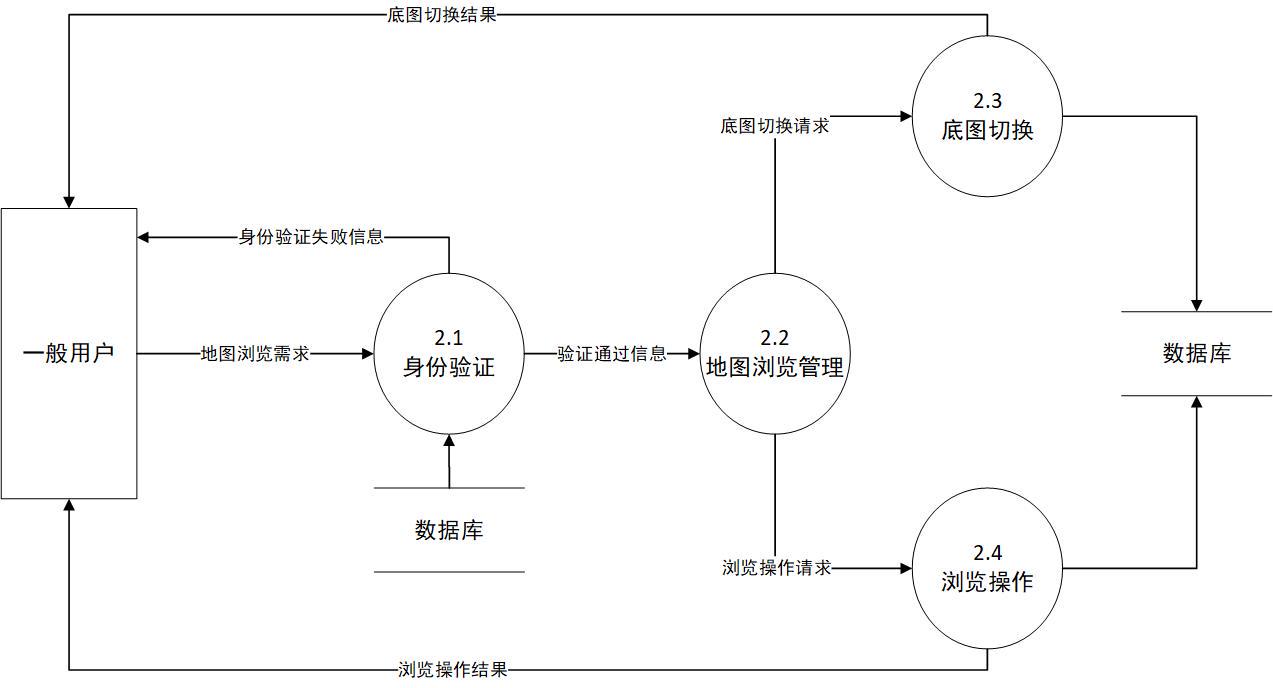 底图切换结果
2.3
底图切换
底图切换请求
身份验证失败信息
一般用户
地图浏览需求
2.1
身份验证
验证通过信息
2.2
地图浏览管理
数据库
数据库
浏览操作请求
2.4
浏览操作
浏览操作结果